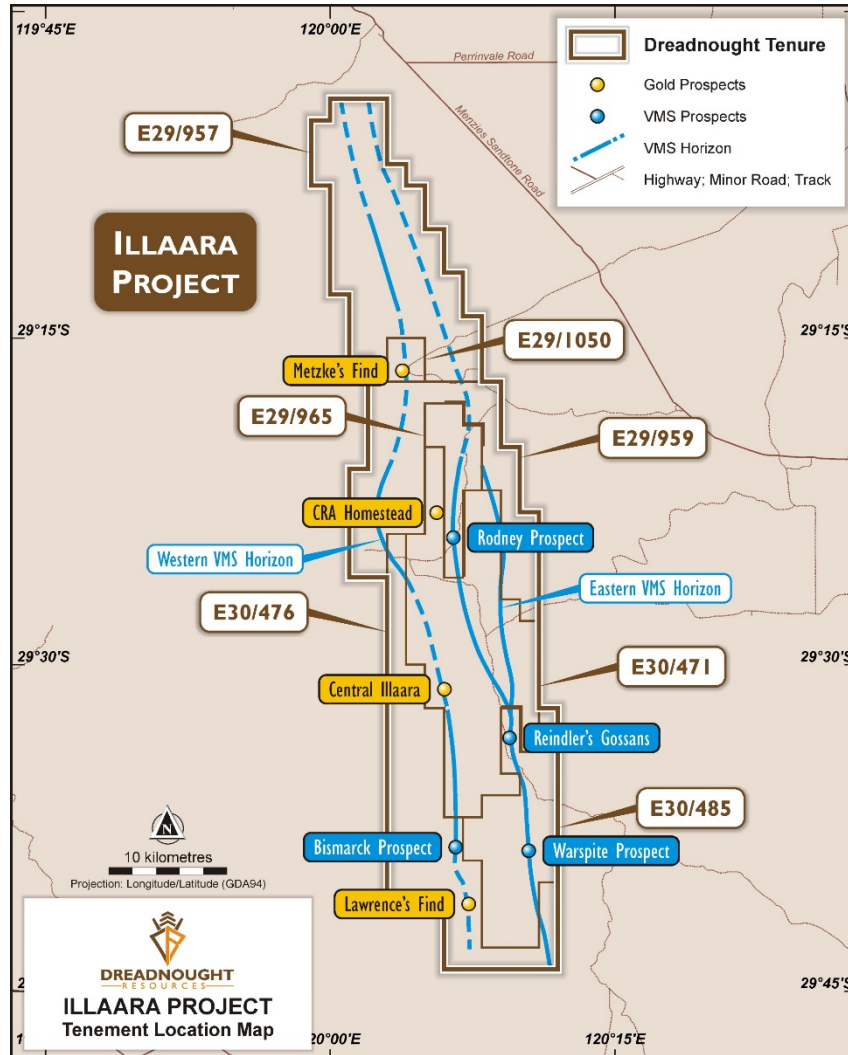 119°45'E
120°00'E
Perrinvale Road
Menzies Sandstone Road
Dreadnought Tenure
Gold Prospects
VMS Prospects
VMS Horizon
Highway; Minor Road; Track
E29/957
ILLAARA
PROJECT
29°15'S
29°15'S
E29/1050
Metzke's Find
E29/965
E29/959
CRA Homestead
Rodney Prospect
Western VMS Horizon
Eastern VMS Horizon
E30/476
29°30'S
29°30'S
E30/471
Central Illaara
Reindler's Gossans
E30/485
N
10 kilometres
Projection: Longitude/Latitude (GDA94)
Bismarck Prospect
Warspite Prospect
Lawrence's Find
DREADNOUGHT
RESOURCES
ILLAARA PROJECT
Tenement Location Map
29°45'S
120°00'E
120°15'E